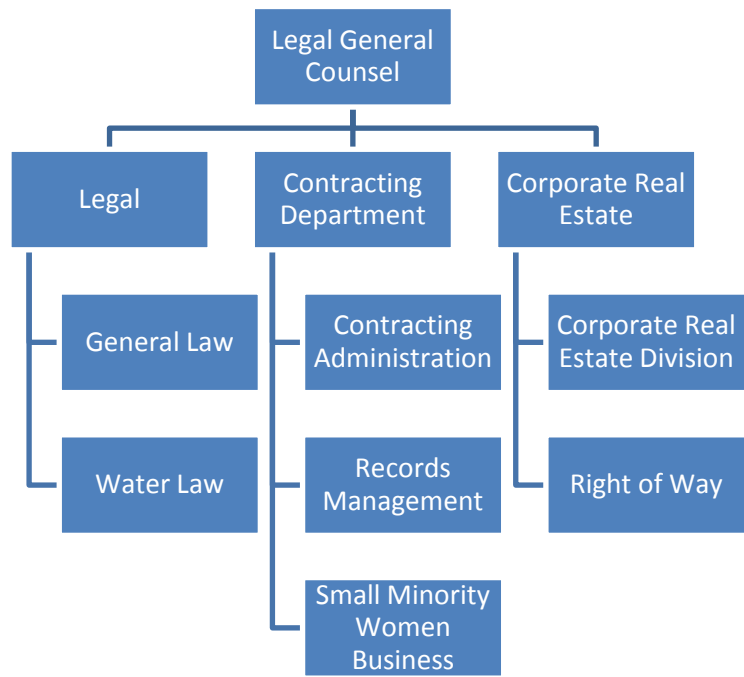 Legal General
Counsel
Legal
Contracting
Department
Corporate Real
Estate
General Law
Contracting
Administration
Corporate Real
Estate Division
Water Law
Records
Management
Right of Way
Small Minority
Women
Business